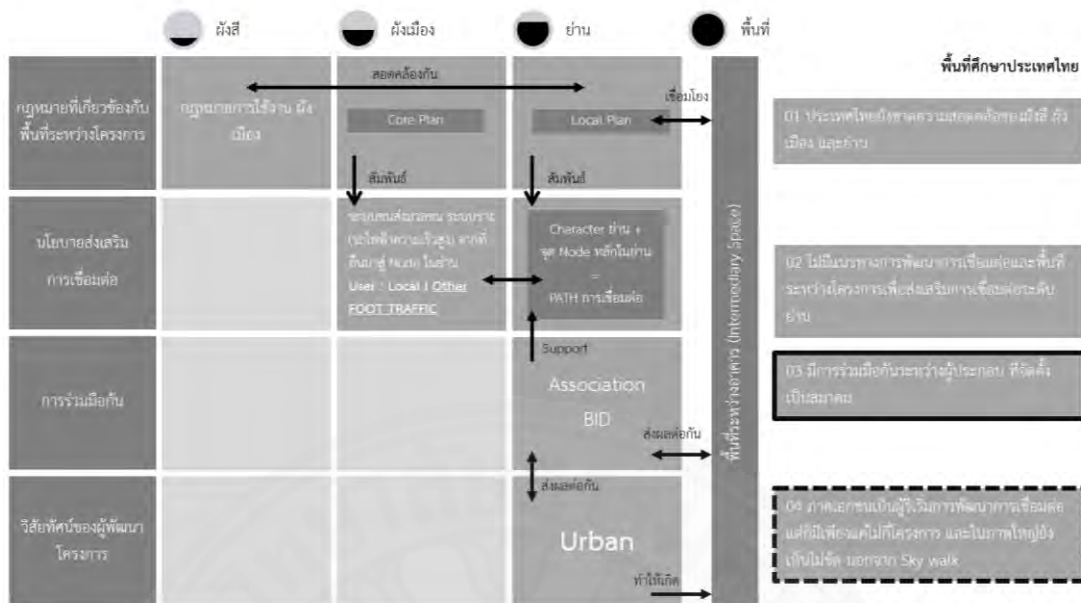 ผังสี
ผังเมือง
ย่าน
พื้นที่
พื้นที่ศึกษาประเทศไทย
กฎหมายที่เกี่ยวข้องกับ
พื้นที่ระหว่างโครงการ
กฎหมายการใช้งาน ผัง
เมือง
สอดคล้องกัน
Core Plan
Local Plan
เชื่อมโยง
01 ประเทศไทยยังขาดความสอดคล้องของผังสี ผัง
เมือง และย่าน
สัมพันธ์
สัมพันธ์
นโยบายส่งเสริม
การเชื่อมต่อ
ระบบขนส่งมวลชน ระบบราง
(รถไฟฟ้าความเร็วสูง) จากที่
อื่นมาสู่ Node ในย่าน
User : Local | Other
FOOT TRAFFIC
Character ย่าน +
จุด Node หลักในย่าน
=
PATH การเชื่อมต่อ
พื้นที่ระหว่างอาคาร (Intermediary Space)
02 ไม่มีแนวทางการพัฒนาการเชื่อมต่อและพื้นที่
ระหว่างโครงการเพื่อส่งเสริมการเชื่อมต่อระดับ
ย่าน
การร่วมมือกัน
Support
Association
BID
ส่งผลต่อกัน
03 มีการร่วมมือกันระหว่างผู้ประกอบ ที่จัดตั้ง
เป็นสมาคม
ส่งผลต่อกัน
วิสัยทัศน์ของผู้พัฒนา
โครงการ
Urban
ทำให้เกิด
04 ภาคเอกชนเป็นผู้ริเริ่มการพัฒนาการเชื่อมต่อ
แต่ก็มีเพียงแค่ไม่กี่โครงการ และในภาพใหญ่ยัง
เห็นไม่ชัด นอกจาก Sky walk